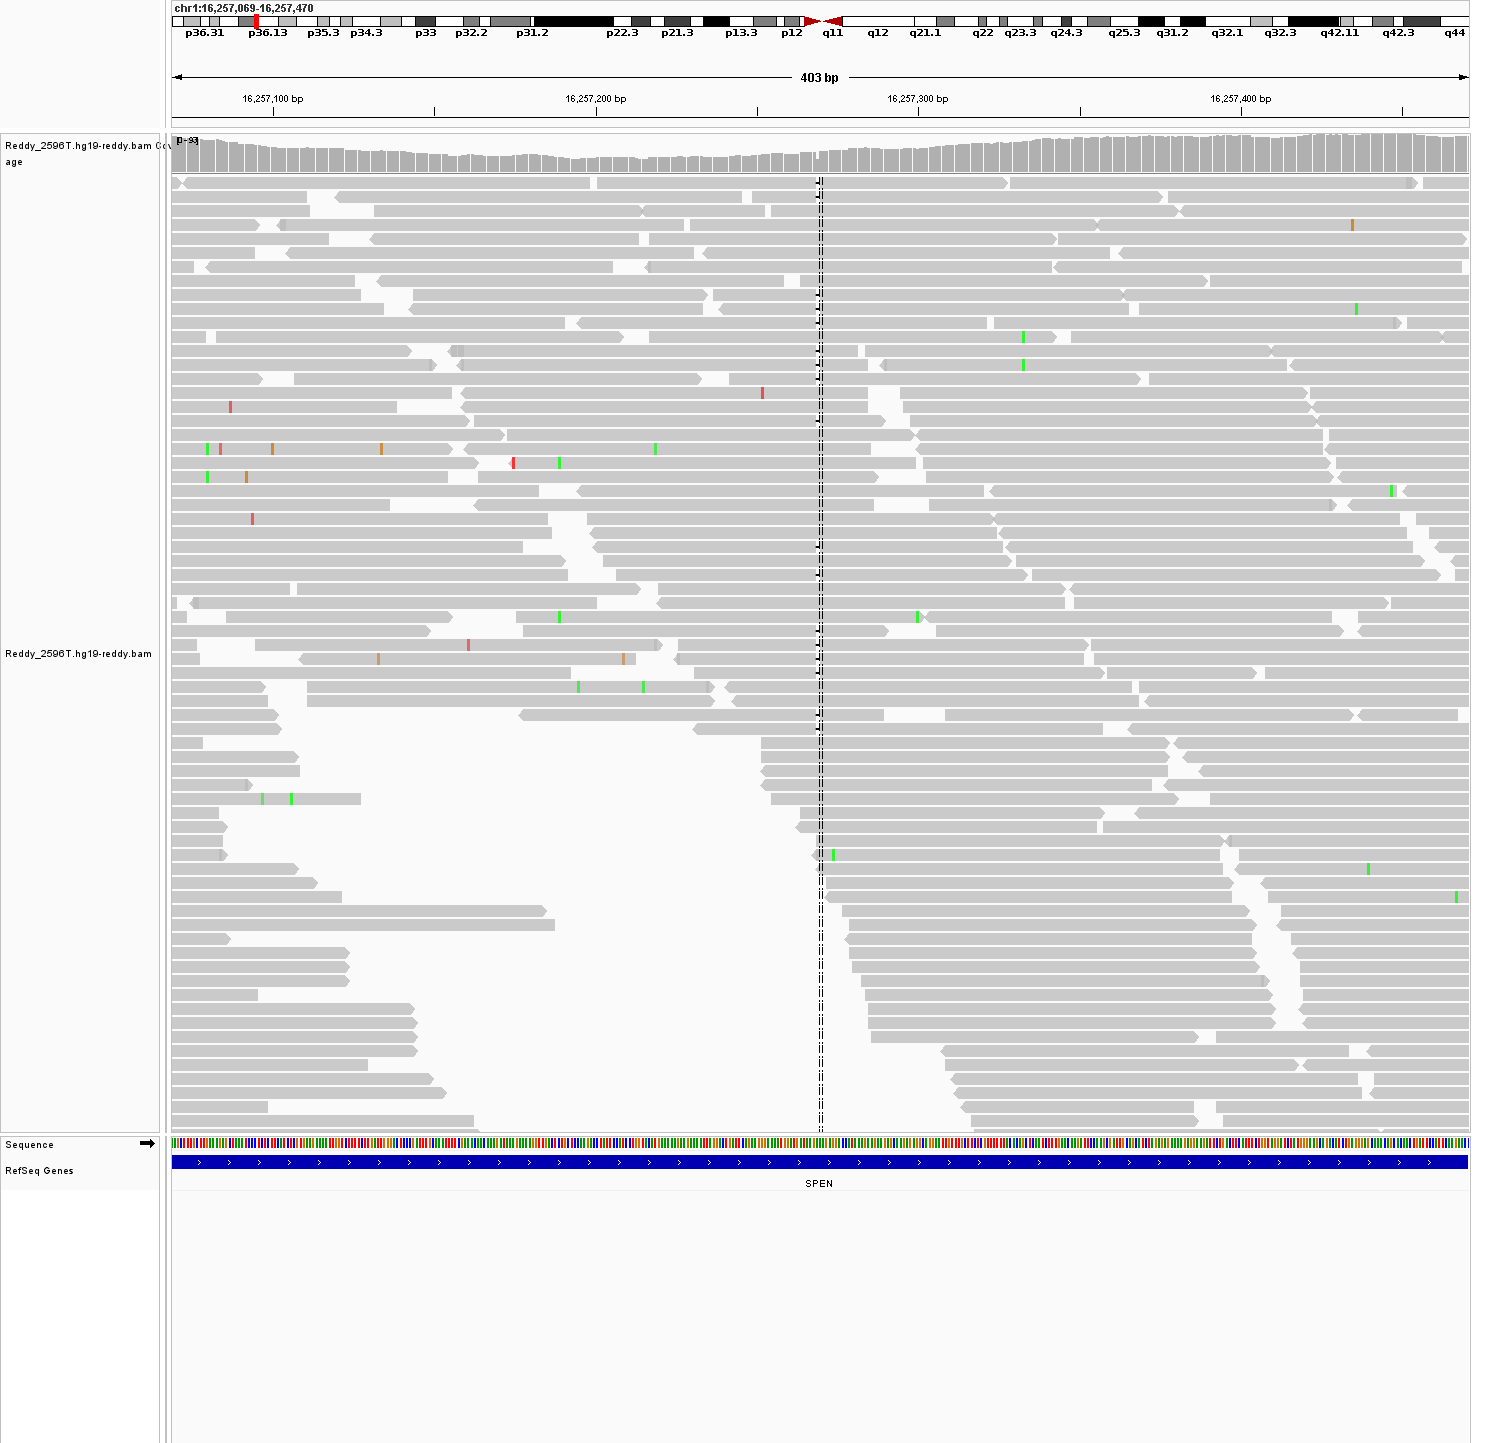 chr1:16,257,069-16,257,470
p36.31 p36.13 p35.3 p34.3 p33 p32.2 p31.2 p22.3 p21.3 p13.3 p12 q11 q12 q21.1 q22 q23.3 q24.3 q25.3 q31.2 q32.1 q32.3 q42.11 q42.3 q44
403 bp
16,257,100 bp 16,257,200 bp 16,257,300 bp 16,257,400 bp
Reddy_2596T.hg19-reddy.bam Cov
age
[0-93]
Reddy_2596T.hg19-reddy.bam
Sequence
RefSeq Genes
SPEN